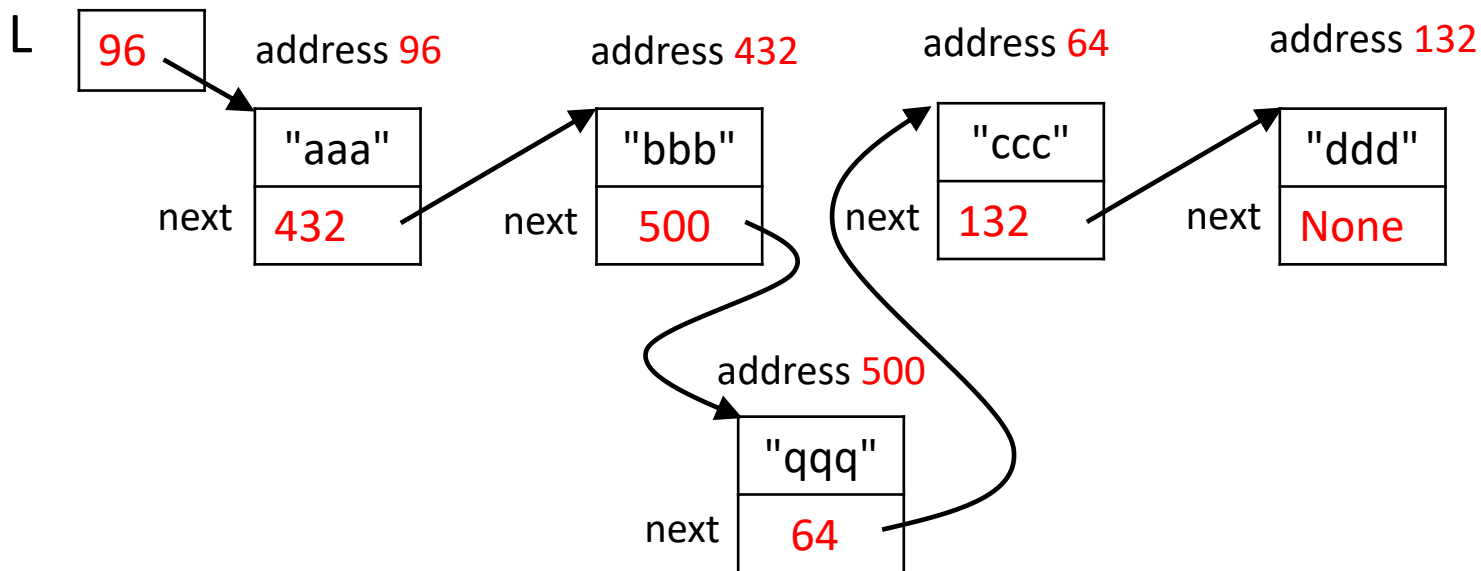 L
96
address 96
address 432
address 64
address 132
"aaa"
"bbb"
"ccc"
"ddd"
next 432
next 500
next 132
next None
address 500
"qqq"
next 64